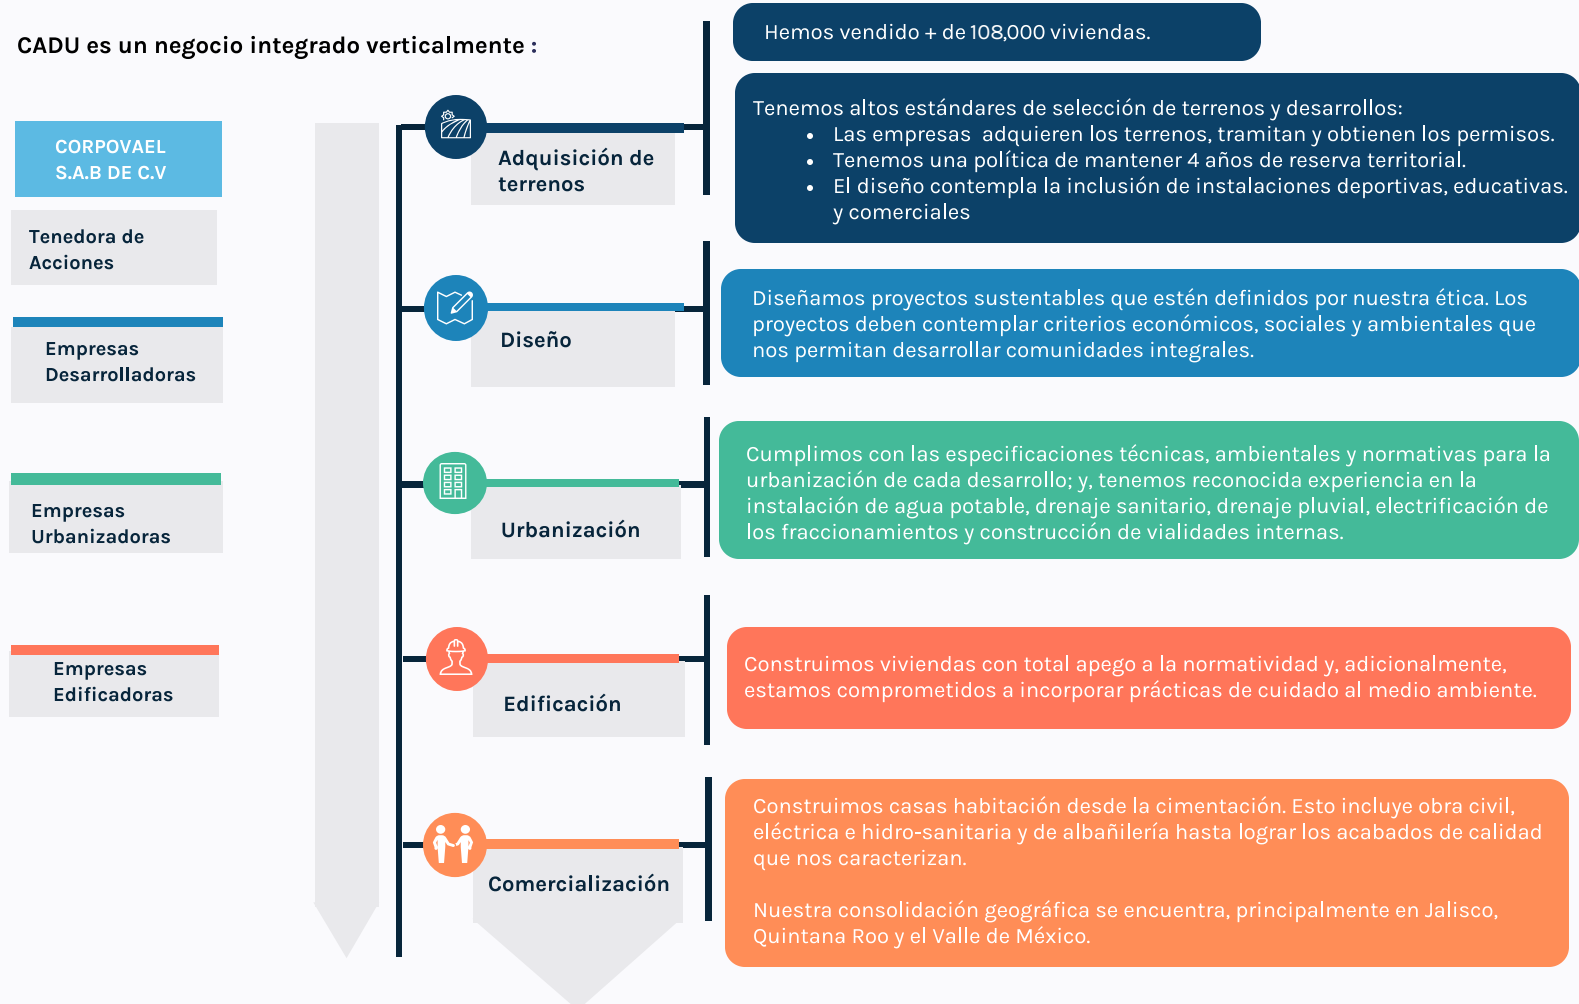 CADU es un negocio integrado verticalmente :
CORPOVAEL
S.A.B DE C.V
Tenedora de
Acciones
Empresas
Desarrolladoras
Empresas
Urbanizadoras
Empresas
Edificadoras
Hemos vendido + de 108,000 viviendas.
Adquisición de
terrenos
Tenemos altos estándares de selección de terrenos y desarrollos:
• Las empresas adquieren los terrenos, tramitan y obtienen los permisos.
• Tenemos una política de mantener 4 años de reserva territorial.
• El diseño contempla la inclusión de instalaciones deportivas, educativas.
y comerciales
Diseño
Diseñamos proyectos sustentables que estén definidos por nuestra ética. Los
proyectos deben contemplar criterios económicos, sociales y ambientales que
nos permitan desarrollar comunidades integrales.
Urbanización
Cumplimos con las especificaciones técnicas, ambientales y normativas para la
urbanización de cada desarrollo; y, tenemos reconocida experiencia en la
instalación de agua potable, drenaje sanitario, drenaje pluvial, electrificación de
los fraccionamientos y construcción de vialidades internas.
Edificación
Construimos viviendas con total apego a la normatividad y, adicionalmente,
estamos comprometidos a incorporar prácticas de cuidado al medio ambiente.
Comercialización
Construimos casas habitación desde la cimentación. Esto incluye obra civil,
eléctrica e hidro-sanitaria y de albañilería hasta lograr los acabados de calidad
que nos caracterizan.
Nuestra consolidación geográfica se encuentra, principalmente en Jalisco,
Quintana Roo y el Valle de México.